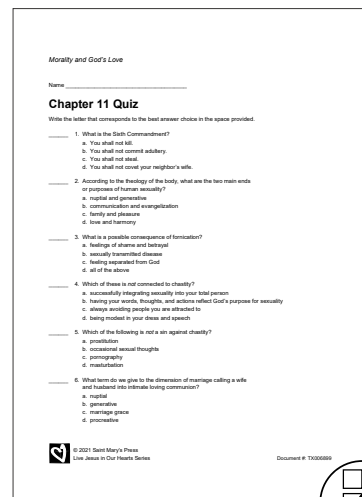 Morality and God's Love
Name ____________________
Chapter 11 Quiz
Write the letter that corresponds to the best answer choice in the space provided.
______ 1. What is the Sixth Commandment?
a. You shall not kill.
b. You shall not commit adultery.
c. You shall not steal.
d. You shall not covet your neighbor's wife.
______ 2. According to the theology of the body, what are the two main ends
or purposes of human sexuality?
a. nuptial and generative
b. communication and evangelization
c. family and pleasure
d. love and harmony
______ 3. What is a possible consequence of fornication?
a. feelings of shame and betrayal
b. sexually transmitted disease
c. feeling separated from God
d. all of the above
______ 4. Which of these is not connected to chastity?
a. successfully integrating sexuality into your total person
b. having your words, thoughts, and actions reflect God's purpose for sexuality
c. always avoiding people you are attracted to
d. being modest in your dress and speech
______ 5. Which of the following is not a sin against chastity?
a. prostitution
b. occasional sexual thoughts
c. pornography
d. masturbation
______ 6. What term do we give to the dimension of marriage calling a wife
and husband into intimate loving communion?
a. nuptial
b. generative
c. marriage grace
d. procreative
© 2021 Saint Mary's Press
Live Jesus in Our Hearts Series Document #: TX006899